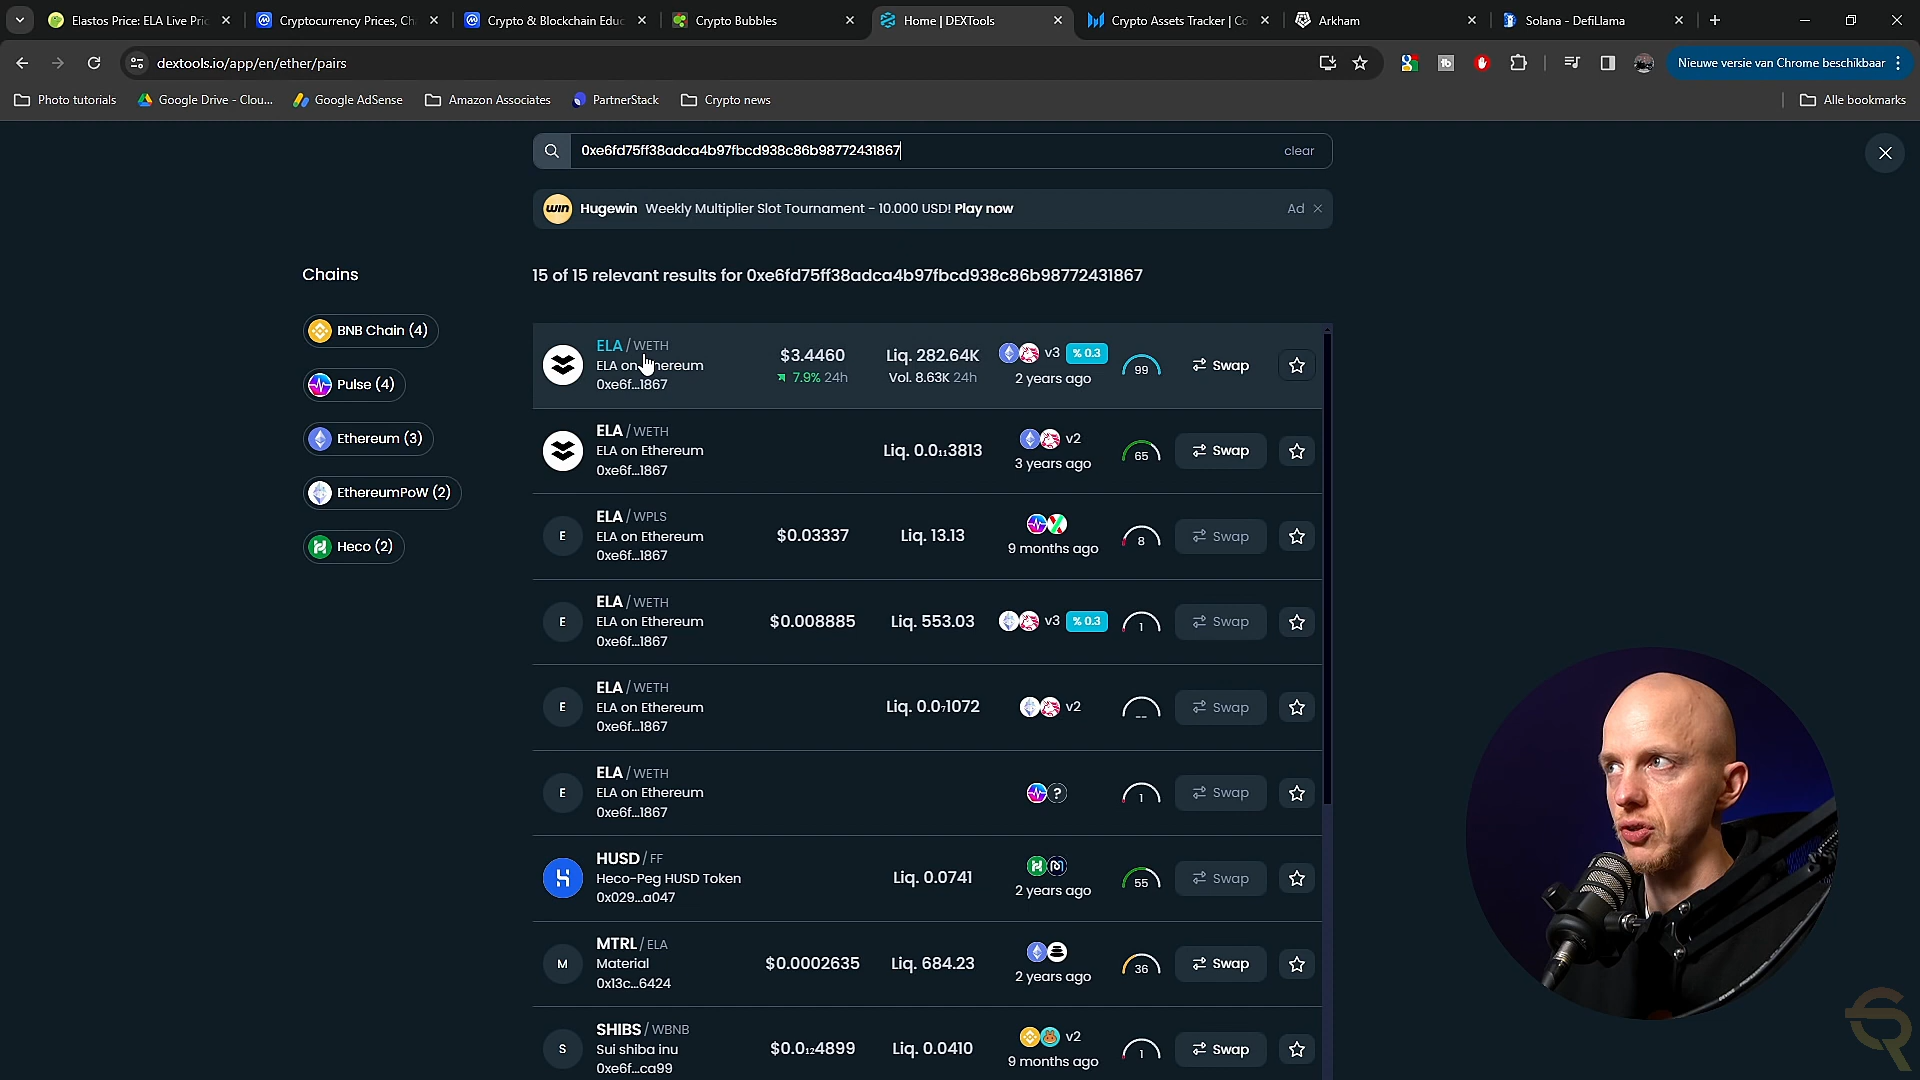 Elastos Price: ELA Live Pri
Cryptocurrency Prices, Ch
Crypto & Blockchain Educ
Crypto Bubbles
Home | DEXTools
Crypto Assets Tracker | Co
Arkham
Solana - DefiLlama
dextools.io/app/en/ether/pairs
Nieuwe versie van Chrome beschikbaar
Photo tutorials
Google Drive - Clou...
Google AdSense
Amazon Associates
PartnerStack
Crypto news
Alle bookmarks
0xe6fd75ff38adca4b97fbcd938c86b98772431867
clear
win Hugewin Weekly Multiplier Slot Tournament - 10.000 USD! Play now
Ad
Chains
15 of 15 relevant results for 0xe6fd75ff38adca4b97fbcd938c86b98772431867
BNB Chain (4)
Pulse (4)
Ethereum (3)
EthereumPoW (2)
Heco (2)
ELA / WETH
ELA on Ethereum
0xe6f...1867
$3.4460
7.9% 24h
Liq. 282.64K
Vol. 8.63K 24h
v3 % 0.3
2 years ago
99
Swap
ELA / WETH
ELA on Ethereum
0xe6f...1867
Liq. 0.0₁₁3813
v2
3 years ago
65
Swap
E
ELA / WPLS
ELA on Ethereum
0xe6f...1867
$0.03337
Liq. 13.13
9 months ago
8
Swap
E
ELA / WETH
ELA on Ethereum
0xe6f...1867
$0.008885
Liq. 553.03
v3 % 0.3
1
Swap
E
ELA / WETH
ELA on Ethereum
0xe6f...1867
Liq. 0.0₇1072
v2
--
Swap
E
ELA / WETH
ELA on Ethereum
0xe6f...1867
?
1
Swap
HUSD / FF
Heco-Peg HUSD Token
0x029...a047
Liq. 0.0741
2 years ago
55
Swap
M
MTRL / ELA
Material
0x13c...6424
$0.0002635
Liq. 684.23
2 years ago
36
Swap
S
SHIBS / WBNB
Sui shiba inu
0xe6f...ca99
$0.0₁₂4899
Liq. 0.0410
v2
9 months ago
1
Swap